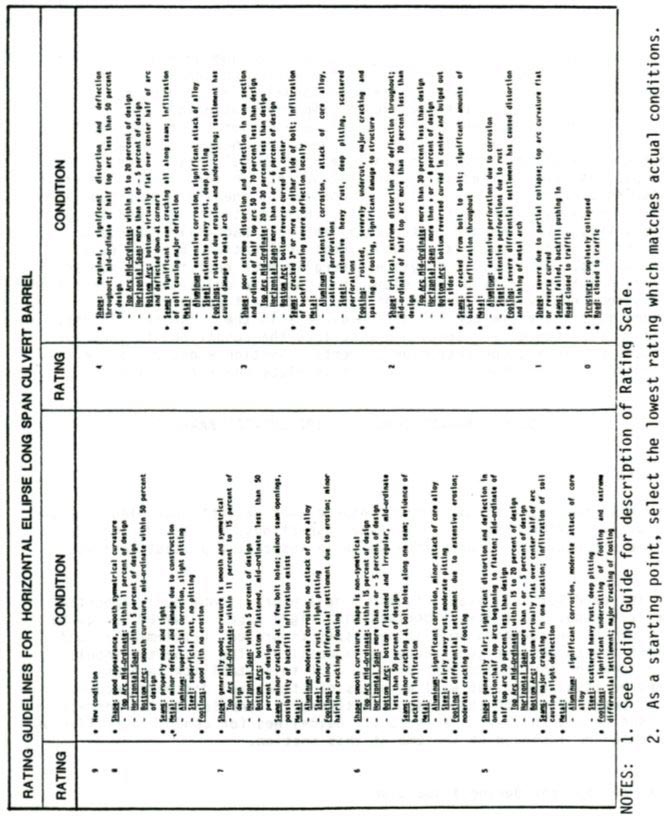 RATING GUIDELINES FOR HORIZONTAL ELLIPSE LONG SPAN CULVERT BARREL
RATING
CONDITION
9
• New condition
8
• Shape: good appearance, smooth symmetrical curvature
- Top Arc Mid-Ordinate: within 11 percent of design
- Horizontal Span: within 5 percent of design
- Bottom Arc: smooth curvature, mid-ordinate within 50 percent
of design
• Seams: properly made and tight
• Metal: minor defects and damage due to construction
- Aluminum: superficial corrosion, slight pitting
- Steel: superficial rust, no pitting
• Footings: good with no erosion
7
• Shape: generally good; curvature is smooth and symmetrical
- Top Arc Mid-Ordinate: within 11 percent to 15 percent of
design
- Horizontal Span: within 5 percent of design
- Bottom Arc: bottom flattened, mid-ordinate less than 50
percent of design
• Seams: minor cracking at a few bolt holes; minor seam openings,
possibility of backfill infiltration exists
• Metal:
- Aluminum: moderate corrosion, no attack of core alloy
- Steel: moderate rust, slight pitting
• Footings: minor differential settlement due to erosion; minor
hairline cracking in footing
6
• Shape: smooth curvature, shape is non-symmetrical
- Top Arc Mid-Ordinate: within 15 percent of design
- Horizontal Span: more than + or - 5 percent of design
- Bottom Arc: bottom flattened and irregular, mid-ordinate
less than 50 percent of design
• Seams: minor cracking at bolt holes along one seam; evidence of
backfill infiltration
• Metal:
- Aluminum: significant corrosion, minor attack of core alloy
- Steel: fairly heavy rust, moderate pitting
• Footings: differential settlement due to extensive erosion;
moderate cracking of footing
5
• Shape: generally fair; significant distortion and deflection in
one section; half of top arc beginning to flatten; mid-ordinate of
half top arc 30 percent less than design
- Top Arc Mid-Ordinate: within 15 to 20 percent of design
- Horizontal Span: more than + or - 5 percent of design
- Bottom Arc: bottom virtually flat over center half of arc
• Seams: major cracking in one location; infiltration of soil
causing slight deflection
• Metal:
- Aluminum: significant corrosion, moderate attack of core
alloy
- Steel: scattered heavy rust, deep pitting
• Footings: significant undercutting of footing and extreme
differential settlement; major cracking of footing
RATING
CONDITION
4
• Shape: marginal, significant distortion and deflection
throughout; mid-ordinate of half top arc less than 50 percent
of design
- Top Arc Mid-Ordinate: within 15 to 20 percent of design
- Horizontal Span: more than + or - 5 percent of design
- Bottom Arc: bottom virtually flat over center half of arc
and deflected down at corners
• Seams: significant seam cracking all along seam; infiltration
of soil causing major deflection
• Metal:
- Aluminum: extensive corrosion, significant attack of alloy
- Steel: extensive heavy rust, deep pitting
• Footings: rotated due erosion and undercutting; settlement has
caused damage to metal arch
3
• Shape: poor extreme distortion and deflection in one section
and ordinate of half top arc 50 to 70 percent less than design
- Top Arc Mid-Ordinate: 20 to 30 percent less than design
- Horizontal Span: more than + or - 6 percent of design
- Bottom Arc: bottom reverse curved in center
• Seams: cracked 3" or more to either side of bolt; infiltration
of backfill causing severe deflection locally
• Metal:
- Aluminum: extensive corrosion, attack of core alloy,
scattered perforations
- Steel: extensive heavy rust, deep pitting, scattered
perforations
• Footing: rotated, severely undercut, major cracking and
spalling of footing, significant damage to structure
2
• Shape: critical, extreme distortion and deflection throughout;
mid-ordinate of half top arc more than 70 percent less than
design
- Top Arc Mid-Ordinate: more than 30 percent less than design
- Horizontal Span: more than + or - 8 percent of design
- Bottom Arc: bottom reversed curved in center and bulged out
at sides
• Seams: cracked from bolt to bolt; significant amounts of
backfill infiltration throughout
• Metal:
- Aluminum: extensive perforations due to corrosion
- Steel: extensive perforations due to rust
• Footing: severe differential settlement has caused distortion
and kinking of metal arch
1
• Shape: severe due to partial collapse; top arc curvature flat
or reverse curved
• Seams: failed, backfill pushing in
• Road closed to traffic
0
• Structure: completely collapsed
• Road: closed to traffic
NOTES: 1. See Coding Guide for description of Rating Scale.
2. As a starting point, select the lowest rating which matches actual conditions.